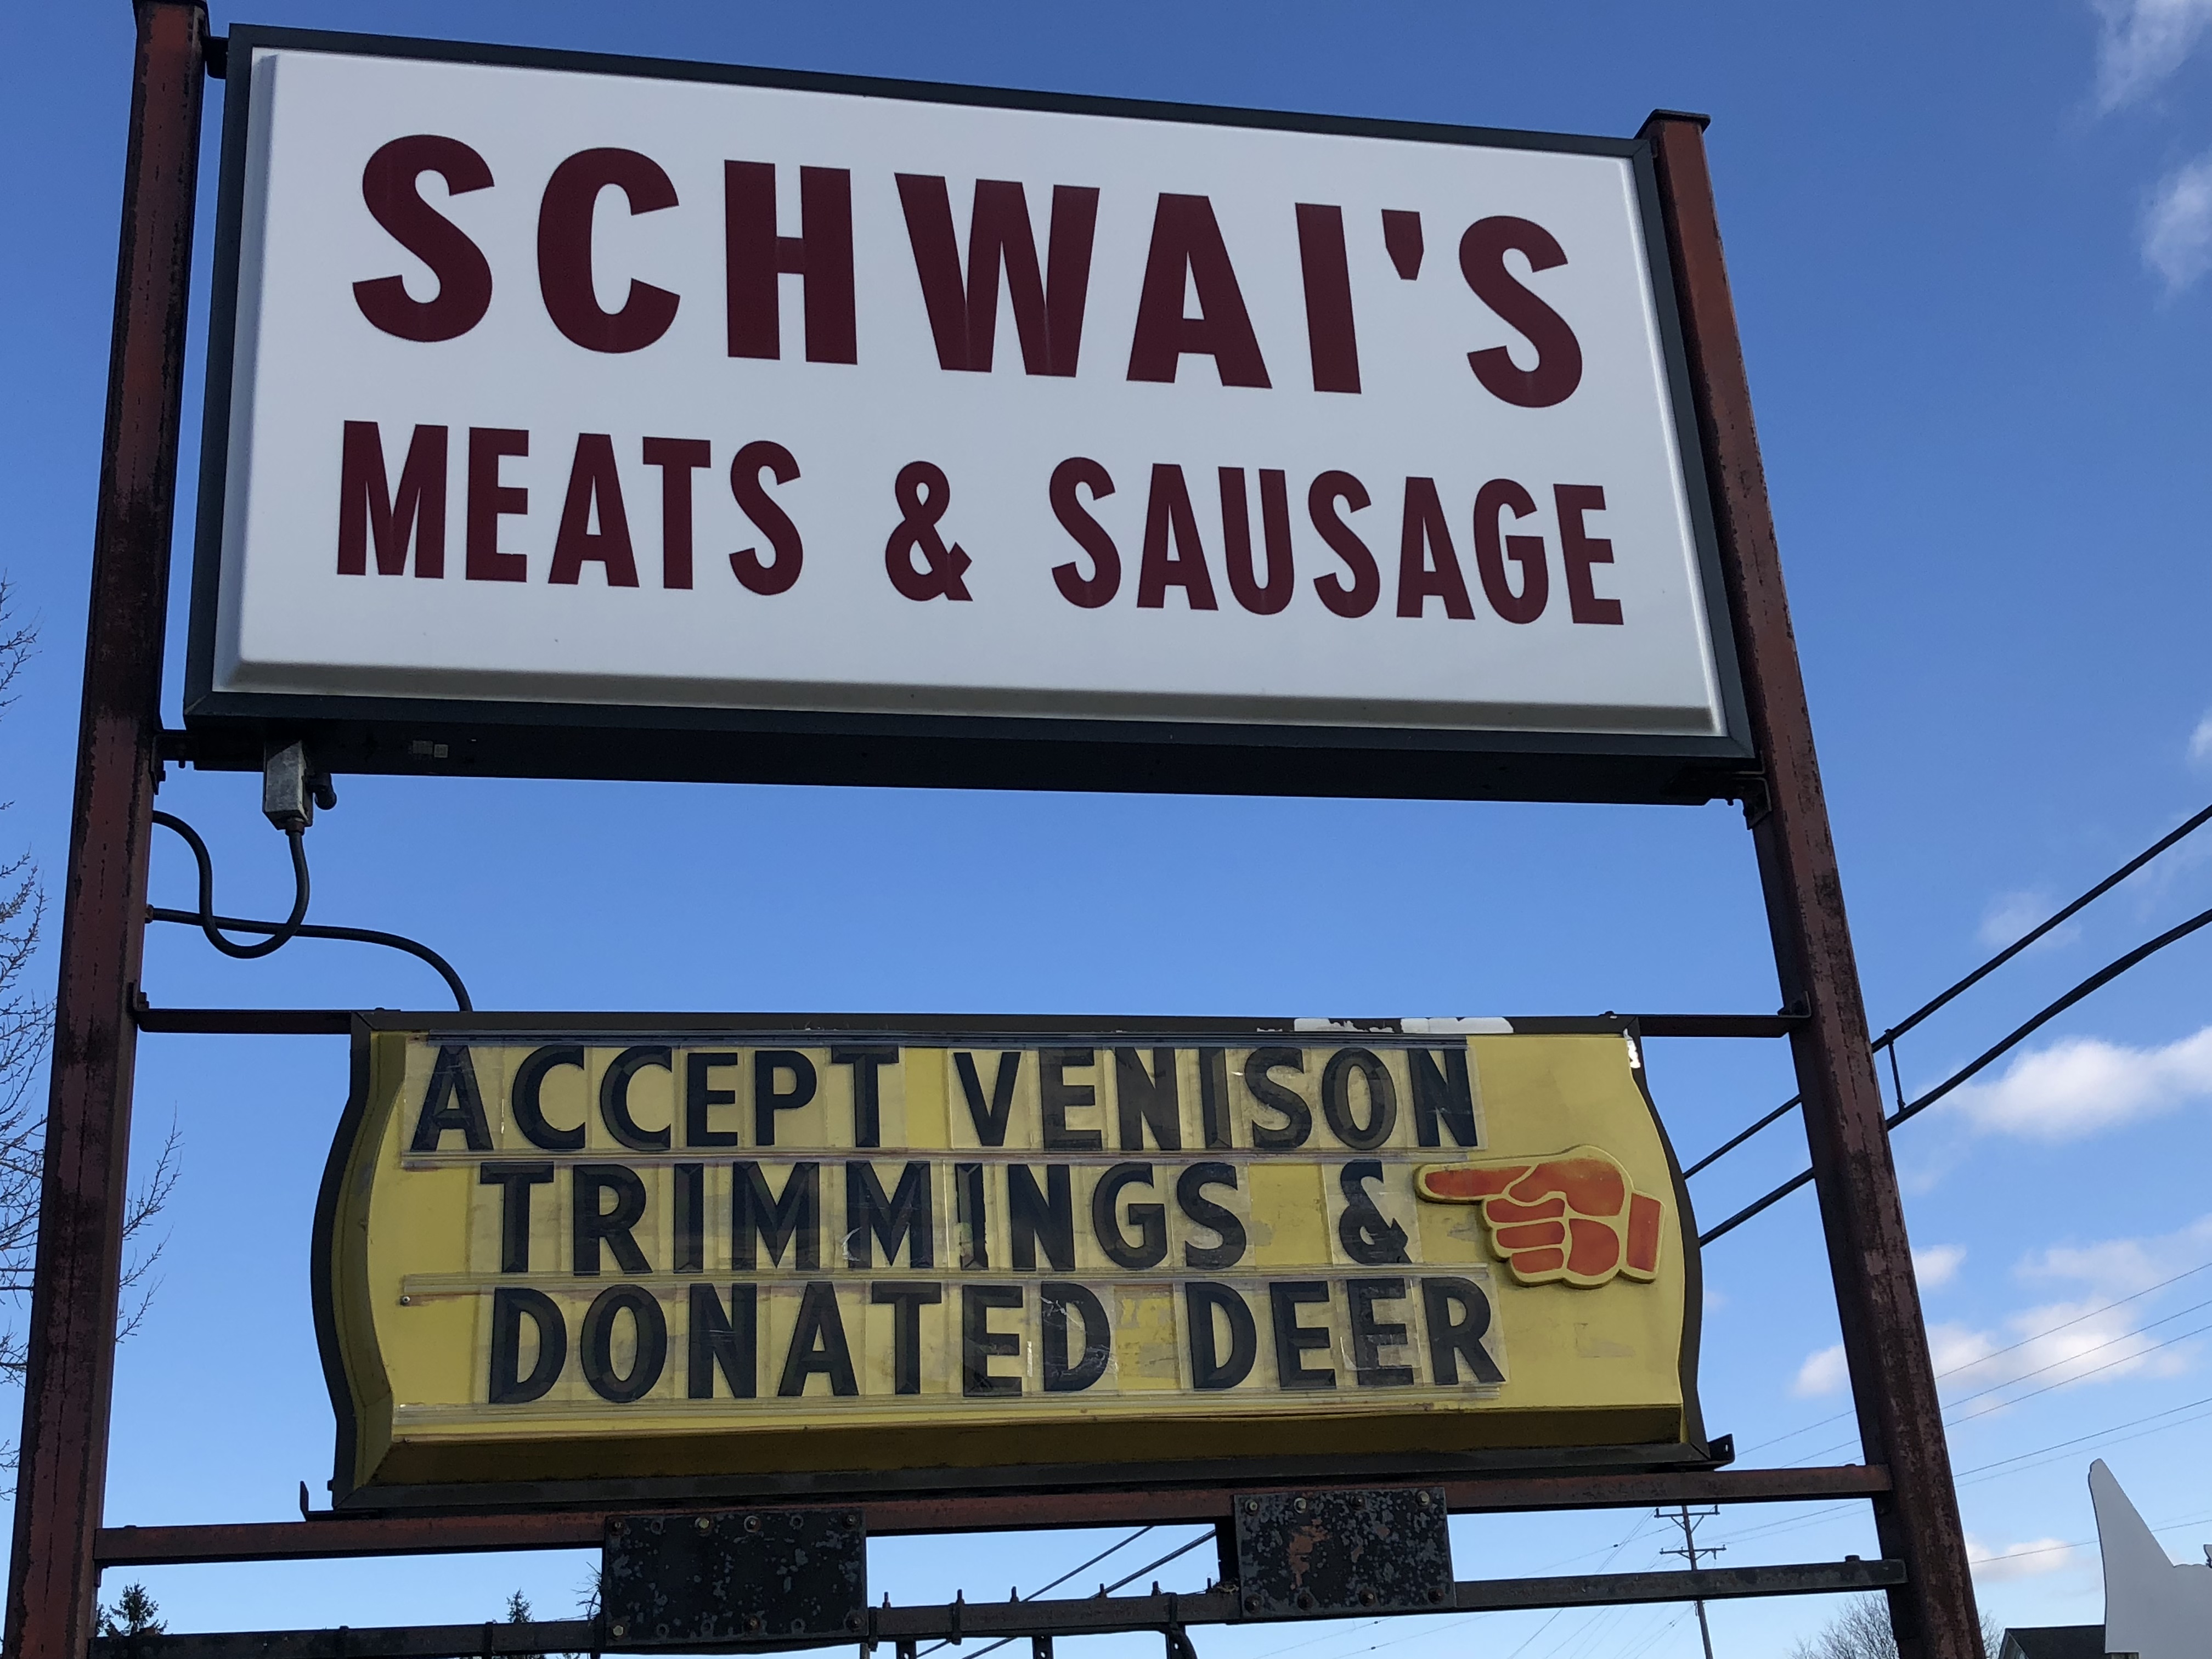 SCHWAI'S
MEATS & SAUSAGE
ACCEPT VENISON
TRIMMINGS &
DONATED DEER